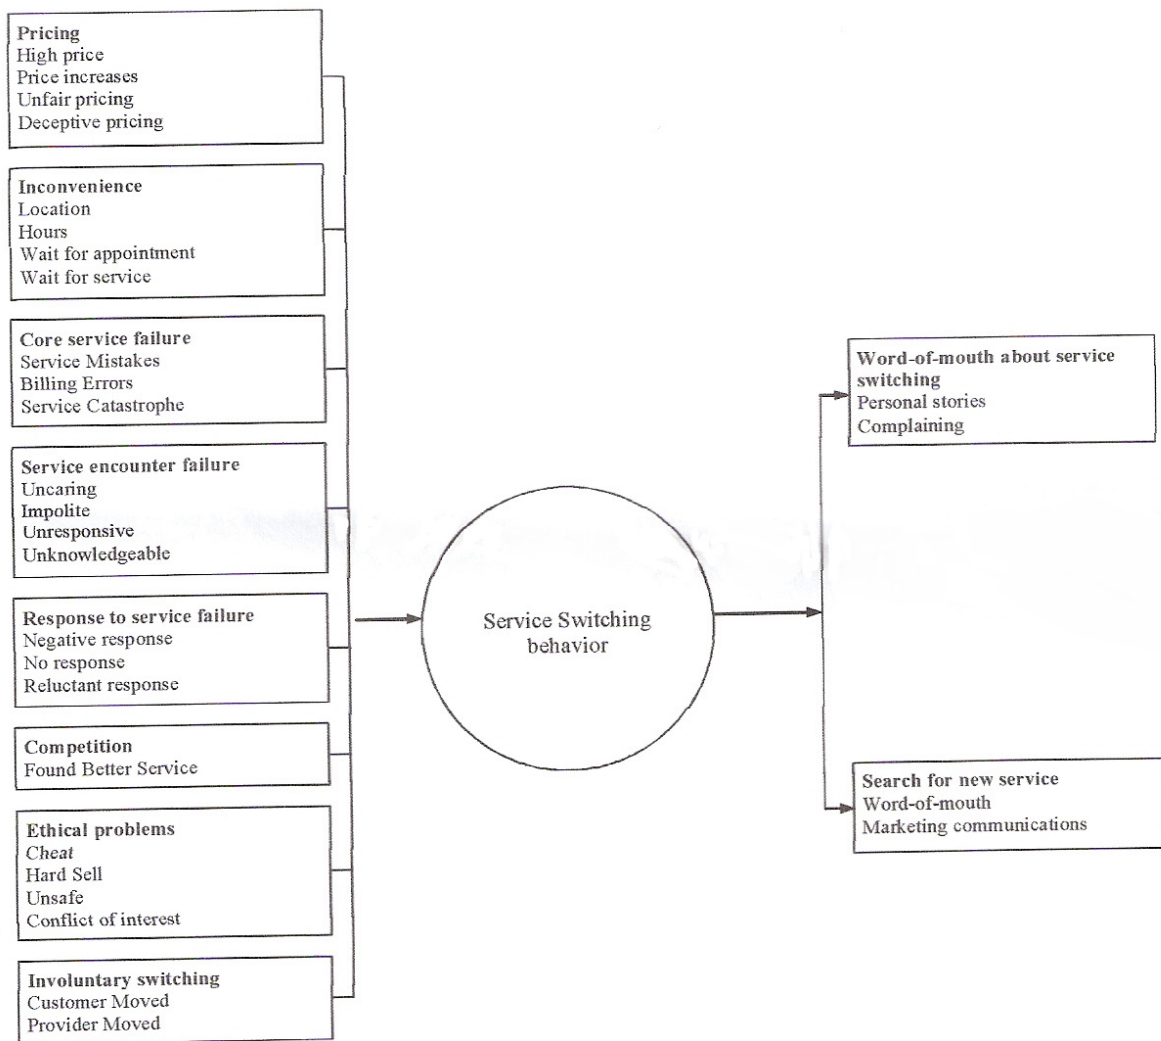 Pricing
High price
Price increases
Unfair pricing
Deceptive pricing
Inconvenience
Location
Hours
Wait for appointment
Wait for service
Core service failure
Service Mistakes
Billing Errors
Service Catastrophe
Service encounter failure
Uncaring
Impolite
Unresponsive
Unknowledgeable
Response to service failure
Negative response
No response
Reluctant response
Competition
Found Better Service
Ethical problems
Cheat
Hard Sell
Unsafe
Conflict of interest
Involuntary switching
Customer Moved
Provider Moved
Service Switching
behavior
Word-of-mouth about service
switching
Personal stories
Complaining
Search for new service
Word-of-mouth
Marketing communications